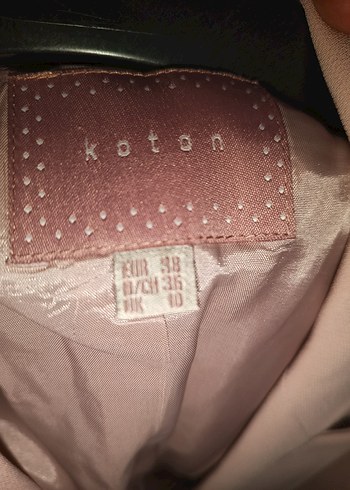 koton
EUR 38
D/CH 36
UK 10